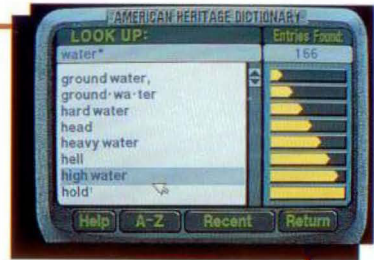 AMERICAN HERITAGE DICTIONARY
LOOK UP:
Entries Found:
water*
166
ground water,
ground·wa·ter
hard water
head
heavy water
hell
high water
hold¹
Help
A-Z
Recent
Return